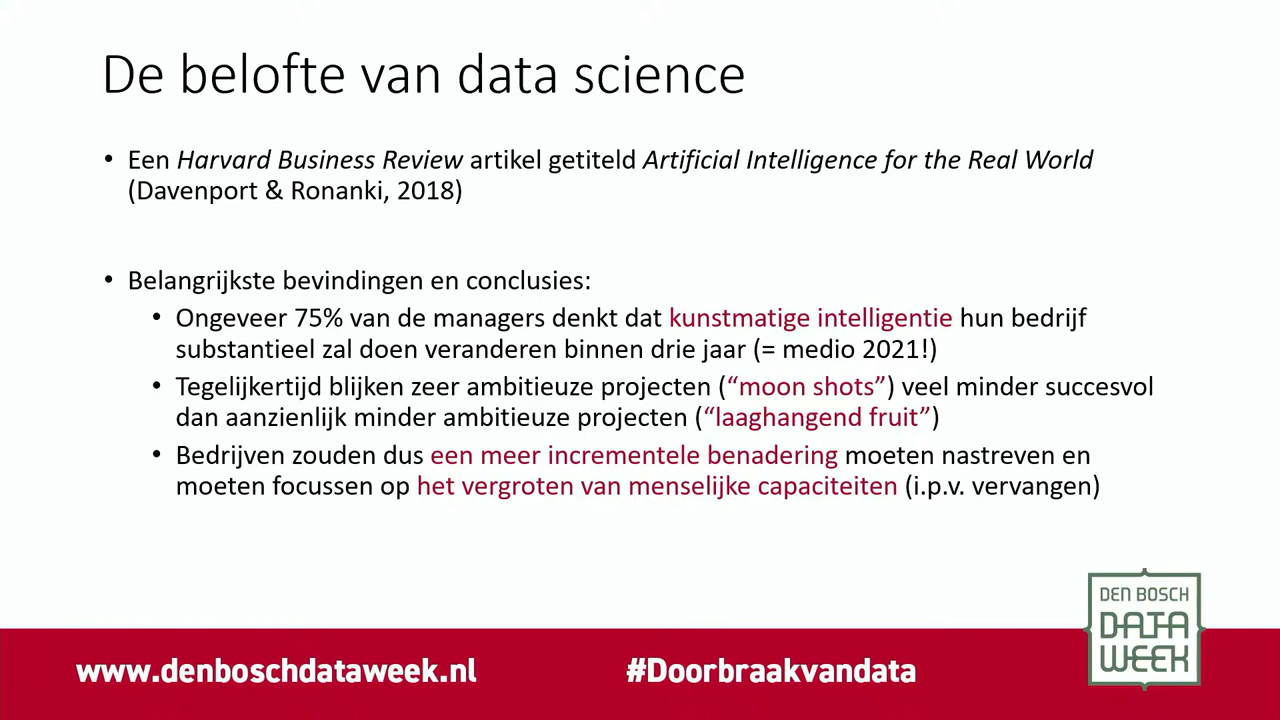 De belofte van data science
• Een Harvard Business Review artikel getiteld Artificial Intelligence for the Real World
(Davenport & Ronanki, 2018)
• Belangrijkste bevindingen en conclusies:
• Ongeveer 75% van de managers denkt dat kunstmatige intelligentie hun bedrijf
substantieel zal doen veranderen binnen drie jaar (= medio 2021!)
• Tegelijkertijd blijken zeer ambitieuze projecten (“moon shots”) veel minder succesvol
dan aanzienlijk minder ambitieuze projecten (“laaghangend fruit”)
• Bedrijven zouden dus een meer incrementele benadering moeten nastreven en
moeten focussen op het vergroten van menselijke capaciteiten (i.p.v. vervangen)
DEN BOSCH
DATA
WEEK
www.denboschdataweek.nl
#Doorbraakvandata